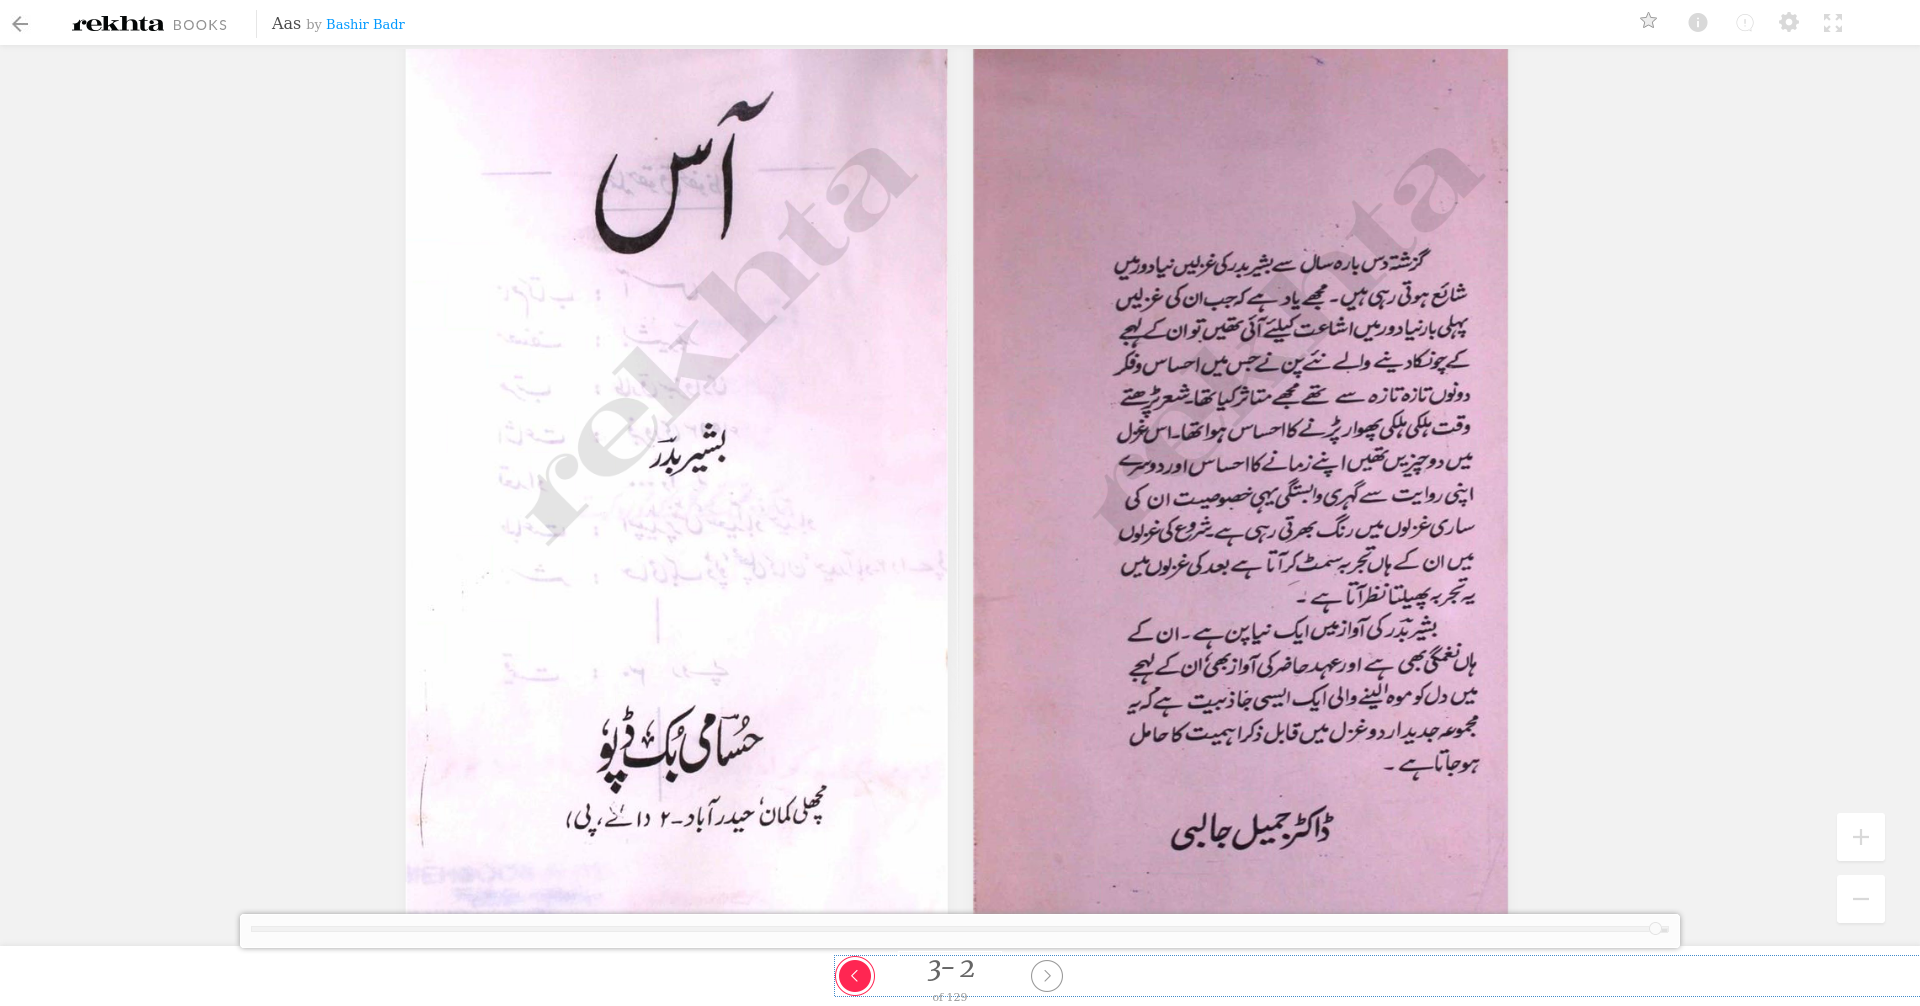 rekhta BOOKS Aas by Bashir Badr
گزشتہ دس بارہ سال سے بشیر بدر کی غزلیں نیا دور میں
شائع ہوتی رہی ہیں۔ مجھے یاد ہے کہ جب ان کی غزلیں
پہلی بار نیا دور میں اشاعت کیلئے آئی تھیں تو ان کے لہجے
کے چونکا دینے والے نئے پن نے جس میں احساس و فکر
دونوں تازہ تازہ سے تھے مجھے متاثر کیا تھا۔ شعر پڑھتے
وقت ہلکی ہلکی پھوار پڑنے کا احساس ہوا تھا۔ اس غزل
میں دو چیزیں تھیں اپنے زمانے کا احساس اور دوسرے
اپنی روایت سے گہری وابستگی یہی خصوصیت ان کی
ساری غزلوں میں رنگ بھرتی رہی ہے شروع کی غزلوں
میں ان کے ہاں تجربہ سمٹ کر آتا ہے بعد کی غزلوں میں
یہ تجربہ پھیلتا نظر آتا ہے ۔
بشیر بدر کی آواز میں ایک نیا پن ہے ۔ ان کے
ہاں نغمگی بھی ہے اور عہد حاضر کی آواز بھی، ان کے لہجے
میں دل کو موہ لینے والی ایک ایسی جاذبیت ہے کہ یہ
مجموعہ جدید اردو غزل میں قابل ذکر اہمیت کا حامل
ہو جاتا ہے ۔
ڈاکٹر جمیل جالبی
آس
بشیر بدر
حسامی بک ڈپو
مچھلی کمان، حیدرآباد۔۲ (اے، پی)
rekhta
rekhta
3- 2
of 129